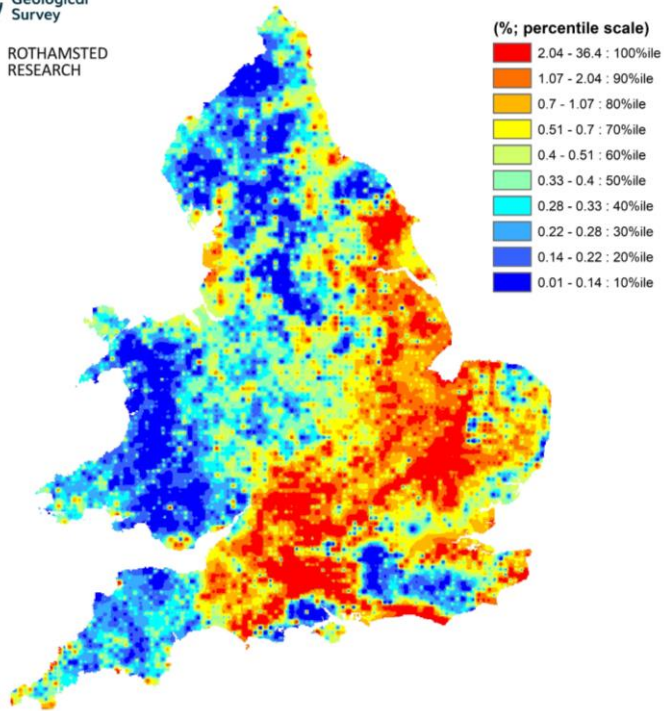 Geological
Survey
ROTHAMSTED
RESEARCH
(%; percentile scale)
2.04 - 36.4 : 100%ile
1.07 - 2.04 : 90%ile
0.7 - 1.07 : 80%ile
0.51 - 0.7 : 70%ile
0.4 - 0.51 : 60%ile
0.33 - 0.4 : 50%ile
0.28 - 0.33 : 40%ile
0.22 - 0.28 : 30%ile
0.14 - 0.22 : 20%ile
0.01 - 0.14 : 10%ile